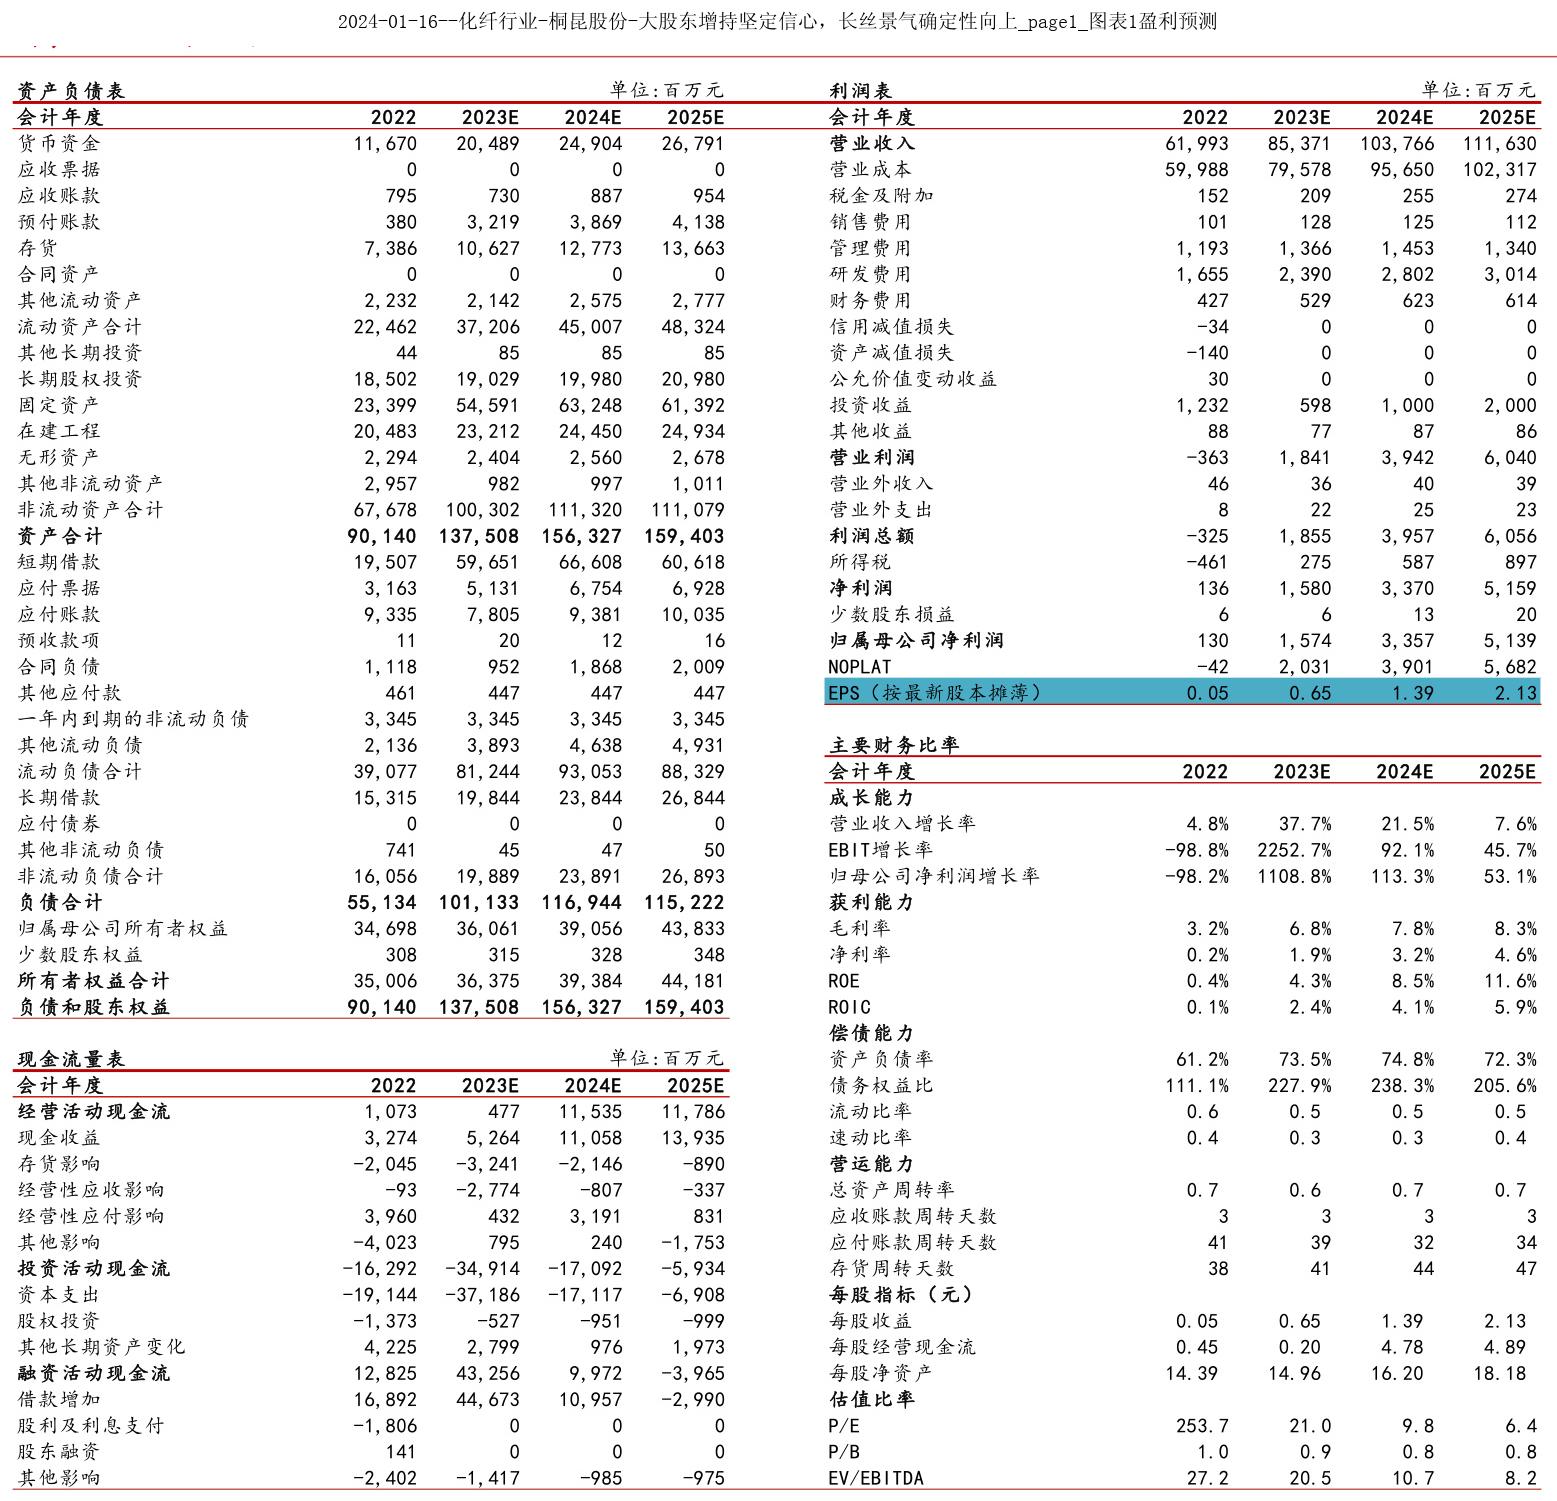 2024-01-16--化纤行业-桐昆股份-大股东增持坚定信心，长丝景气确定性向上_page1_图表1盈利预测
资产负债表 单位:百万元
会计年度 2022 2023E 2024E 2025E
货币资金 11,670 20,489 24,904 26,791
应收票据 0 0 0 0
应收账款 795 730 887 954
预付账款 380 3,219 3,869 4,138
存货 7,386 10,627 12,773 13,663
合同资产 0 0 0 0
其他流动资产 2,232 2,142 2,575 2,777
流动资产合计 22,462 37,206 45,007 48,324
其他长期投资 44 85 85 85
长期股权投资 18,502 19,029 19,980 20,980
固定资产 23,399 54,591 63,248 61,392
在建工程 20,483 23,212 24,450 24,934
无形资产 2,294 2,404 2,560 2,678
其他非流动资产 2,957 982 997 1,011
非流动资产合计 67,678 100,302 111,320 111,079
资产合计 90,140 137,508 156,327 159,403
短期借款 19,507 59,651 66,608 60,618
应付票据 3,163 5,131 6,754 6,928
应付账款 9,335 7,805 9,381 10,035
预收款项 11 20 12 16
合同负债 1,118 952 1,868 2,009
其他应付款 461 447 447 447
一年内到期的非流动负债 3,345 3,345 3,345 3,345
其他流动负债 2,136 3,893 4,638 4,931
流动负债合计 39,077 81,244 93,053 88,329
长期借款 15,315 19,844 23,844 26,844
应付债券 0 0 0 0
其他非流动负债 741 45 47 50
非流动负债合计 16,056 19,889 23,891 26,893
负债合计 55,134 101,133 116,944 115,222
归属母公司所有者权益 34,698 36,061 39,056 43,833
少数股东权益 308 315 328 348
所有者权益合计 35,006 36,375 39,384 44,181
负债和股东权益 90,140 137,508 156,327 159,403
现金流量表 单位:百万元
会计年度 2022 2023E 2024E 2025E
经营活动现金流 1,073 477 11,535 11,786
现金收益 3,274 5,264 11,058 13,935
存货影响 -2,045 -3,241 -2,146 -890
经营性应收影响 -93 -2,774 -807 -337
经营性应付影响 3,960 432 3,191 831
其他影响 -4,023 795 240 -1,753
投资活动现金流 -16,292 -34,914 -17,092 -5,934
资本支出 -19,144 -37,186 -17,117 -6,908
股权投资 -1,373 -527 -951 -999
其他长期资产变化 4,225 2,799 976 1,973
融资活动现金流 12,825 43,256 9,972 -3,965
借款增加 16,892 44,673 10,957 -2,990
股利及利息支付 -1,806 0 0 0
股东融资 141 0 0 0
其他影响 -2,402 -1,417 -985 -975
利润表 单位:百万元
会计年度 2022 2023E 2024E 2025E
营业收入 61,993 85,371 103,766 111,630
营业成本 59,988 79,578 95,650 102,317
税金及附加 152 209 255 274
销售费用 101 128 125 112
管理费用 1,193 1,366 1,453 1,340
研发费用 1,655 2,390 2,802 3,014
财务费用 427 529 623 614
信用减值损失 -34 0 0 0
资产减值损失 -140 0 0 0
公允价值变动收益 30 0 0 0
投资收益 1,232 598 1,000 2,000
其他收益 88 77 87 86
营业利润 -363 1,841 3,942 6,040
营业外收入 46 36 40 39
营业外支出 8 22 25 23
利润总额 -325 1,855 3,957 6,056
所得税 -461 275 587 897
净利润 136 1,580 3,370 5,159
少数股东损益 6 6 13 20
归属母公司净利润 130 1,574 3,357 5,139
NOPLAT -42 2,031 3,901 5,682
EPS（按最新股本摊薄） 0.05 0.65 1.39 2.13
主要财务比率
会计年度 2022 2023E 2024E 2025E
成长能力
营业收入增长率 4.8% 37.7% 21.5% 7.6%
EBIT增长率 -98.8% 2252.7% 92.1% 45.7%
归母公司净利润增长率 -98.2% 1108.8% 113.3% 53.1%
获利能力
毛利率 3.2% 6.8% 7.8% 8.3%
净利率 0.2% 1.9% 3.2% 4.6%
ROE 0.4% 4.3% 8.5% 11.6%
ROIC 0.1% 2.4% 4.1% 5.9%
偿债能力
资产负债率 61.2% 73.5% 74.8% 72.3%
债务权益比 111.1% 227.9% 238.3% 205.6%
流动比率 0.6 0.5 0.5 0.5
速动比率 0.4 0.3 0.3 0.4
营运能力
总资产周转率 0.7 0.6 0.7 0.7
应收账款周转天数 3 3 3 3
应付账款周转天数 41 39 32 34
存货周转天数 38 41 44 47
每股指标（元）
每股收益 0.05 0.65 1.39 2.13
每股经营现金流 0.45 0.20 4.78 4.89
每股净资产 14.39 14.96 16.20 18.18
估值比率
P/E 253.7 21.0 9.8 6.4
P/B 1.0 0.9 0.8 0.8
EV/EBITDA 27.2 20.5 10.7 8.2